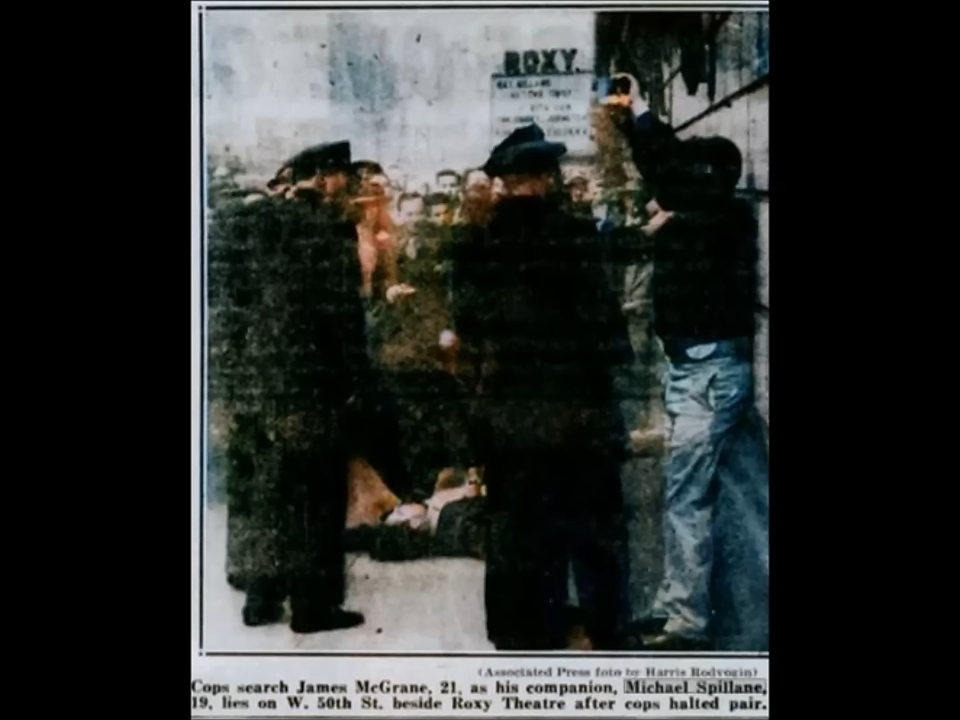 ROXY.
(Associated Press foto by Harris Rodvogin)
Cops search James McGrane, 21, as his companion, Michael Spillane,
19, lies on W. 50th St. beside Roxy Theatre after cops halted pair.